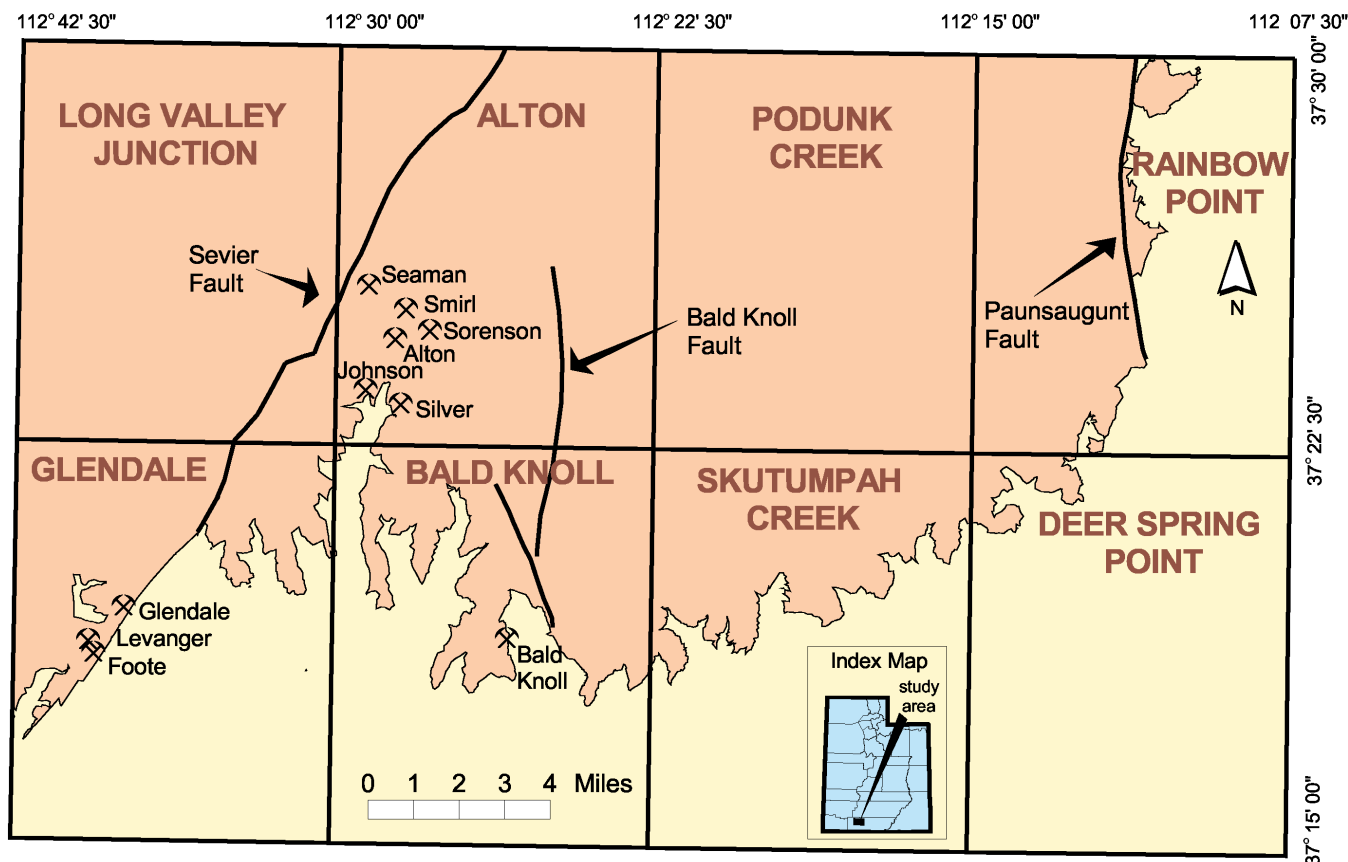 112° 42' 30"
112° 30' 00"
112° 22' 30"
112° 15' 00"
112 07' 30"
37° 30' 00"
LONG VALLEY
JUNCTION
ALTON
PODUNK
CREEK
RAINBOW
POINT
Sevier
Fault
Seaman
Smirl
Sorenson
Alton
Johnson
Silver
Bald Knoll
Fault
Paunsaugunt
Fault
N
37° 22' 30"
GLENDALE
BALD KNOLL
SKUTUMPAH
CREEK
DEER SPRING
POINT
Glendale
Levanger
Foote
Bald
Knoll
Index Map
study
area
0 1 2 3 4 Miles
37° 15' 00"